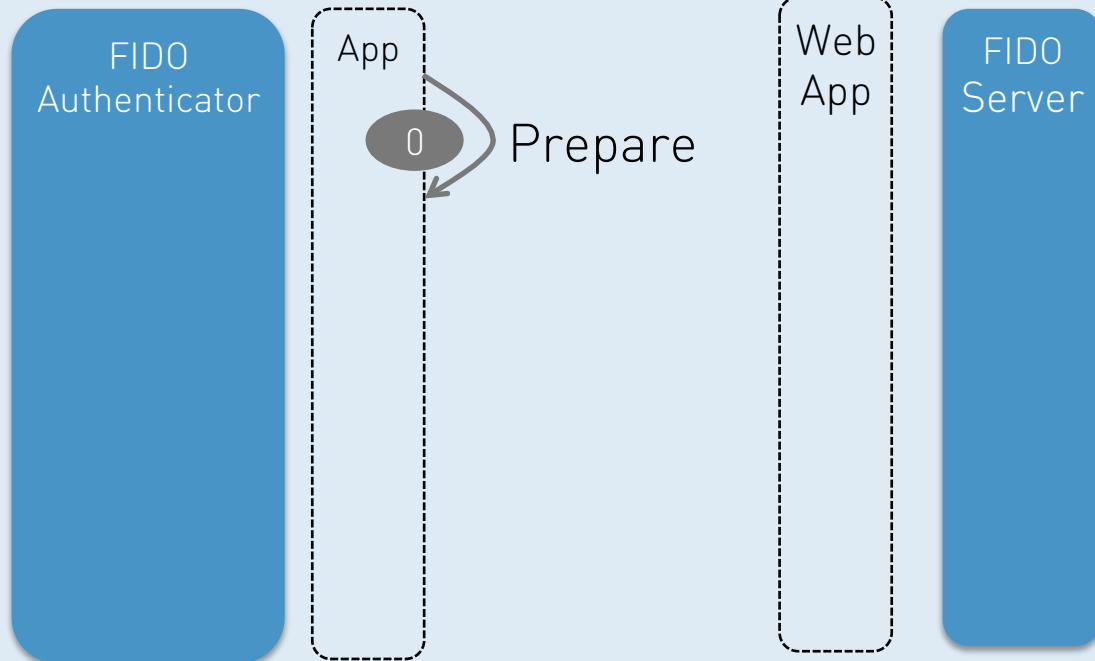 FIDO
Authenticator
App
0
Prepare
Web
App
FIDO
Server